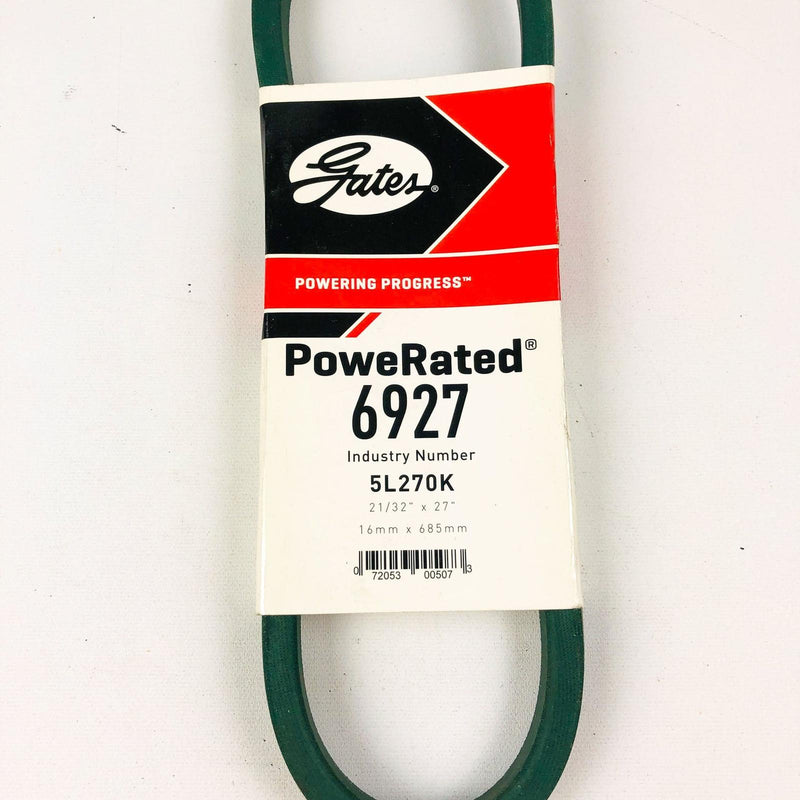 Gates®
POWERING PROGRESS™
PoweRated®
6927
Industry Number
5L270K
21/32" x 27"
16mm x 685mm
0 72053 00507 3